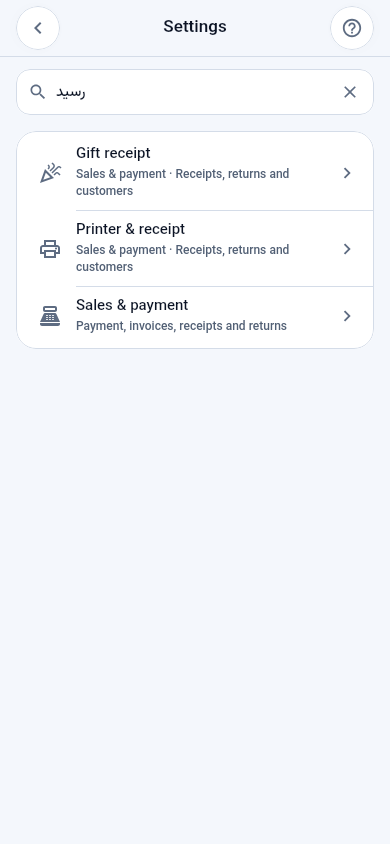 Settings
رسید
Gift receipt
Sales & payment · Receipts, returns and
customers
Printer & receipt
Sales & payment · Receipts, returns and
customers
Sales & payment
Payment, invoices, receipts and returns